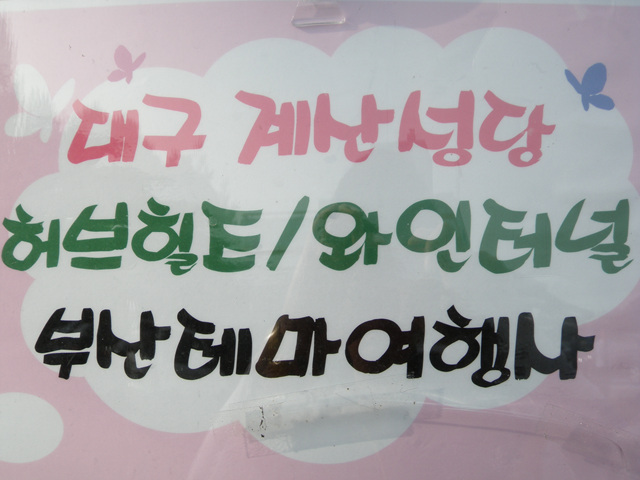 대구 계산성당
허브힐드/와인터널
부산테마여행사